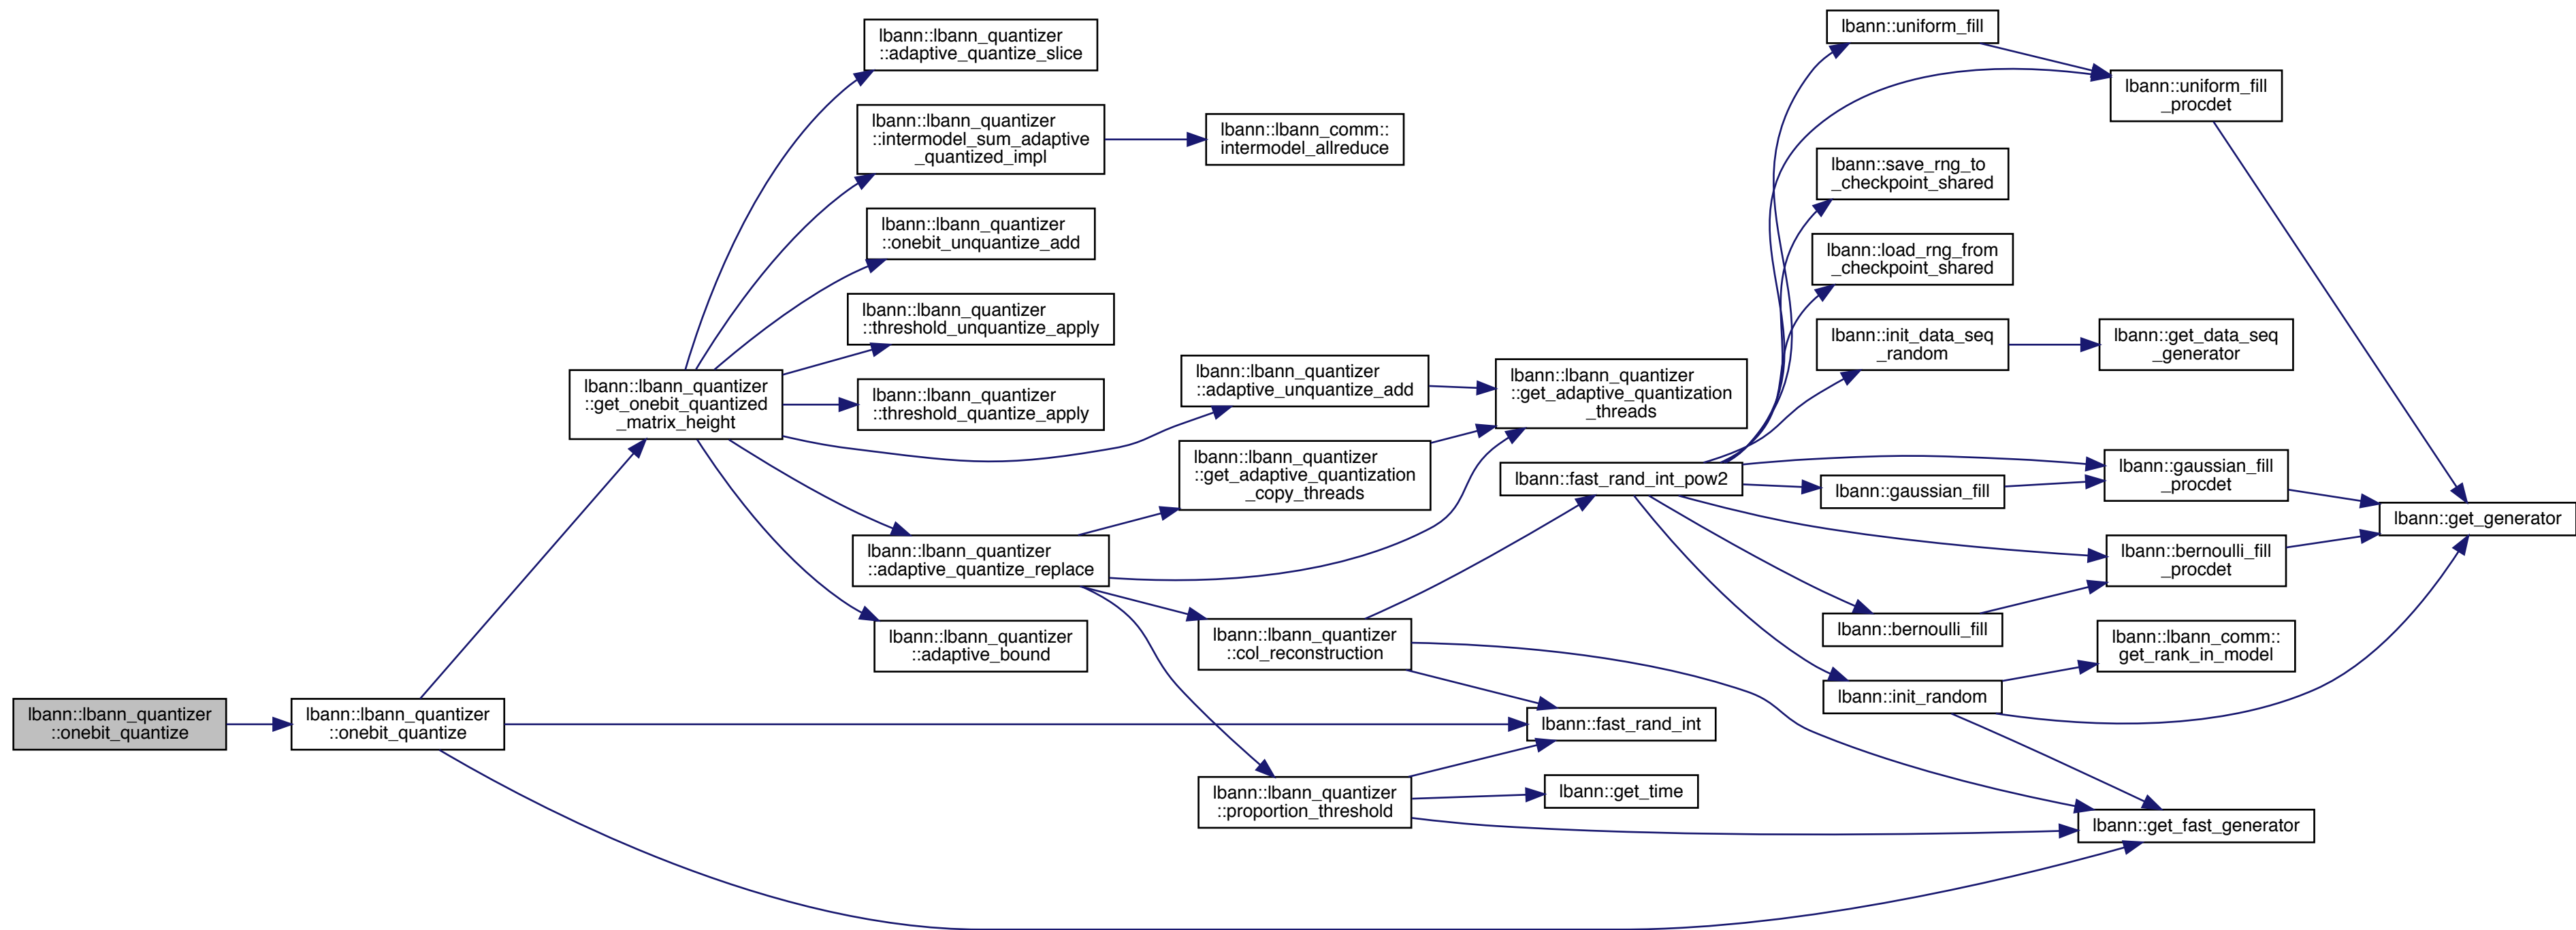 lbann::lbann_quantizer
::onebit_quantize
lbann::lbann_quantizer
::onebit_quantize
lbann::lbann_quantizer
::get_onebit_quantized
_matrix_height
lbann::lbann_quantizer
::adaptive_quantize_slice
lbann::lbann_quantizer
::intermodel_sum_adaptive
_quantized_impl
lbann::lbann_quantizer
::onebit_unquantize_add
lbann::lbann_quantizer
::threshold_unquantize_apply
lbann::lbann_quantizer
::threshold_quantize_apply
lbann::lbann_quantizer
::adaptive_quantize_replace
lbann::lbann_quantizer
::adaptive_bound
lbann::lbann_comm::
intermodel_allreduce
lbann::lbann_quantizer
::adaptive_unquantize_add
lbann::lbann_quantizer
::get_adaptive_quantization
_copy_threads
lbann::lbann_quantizer
::col_reconstruction
lbann::lbann_quantizer
::proportion_threshold
lbann::lbann_quantizer
::get_adaptive_quantization
_threads
lbann::fast_rand_int_pow2
lbann::fast_rand_int
lbann::get_time
lbann::uniform_fill
lbann::save_rng_to
_checkpoint_shared
lbann::load_rng_from
_checkpoint_shared
lbann::init_data_seq
_random
lbann::gaussian_fill
lbann::bernoulli_fill
lbann::init_random
lbann::uniform_fill
_procdet
lbann::get_data_seq
_generator
lbann::gaussian_fill
_procdet
lbann::bernoulli_fill
_procdet
lbann::lbann_comm::
get_rank_in_model
lbann::get_fast_generator
lbann::get_generator